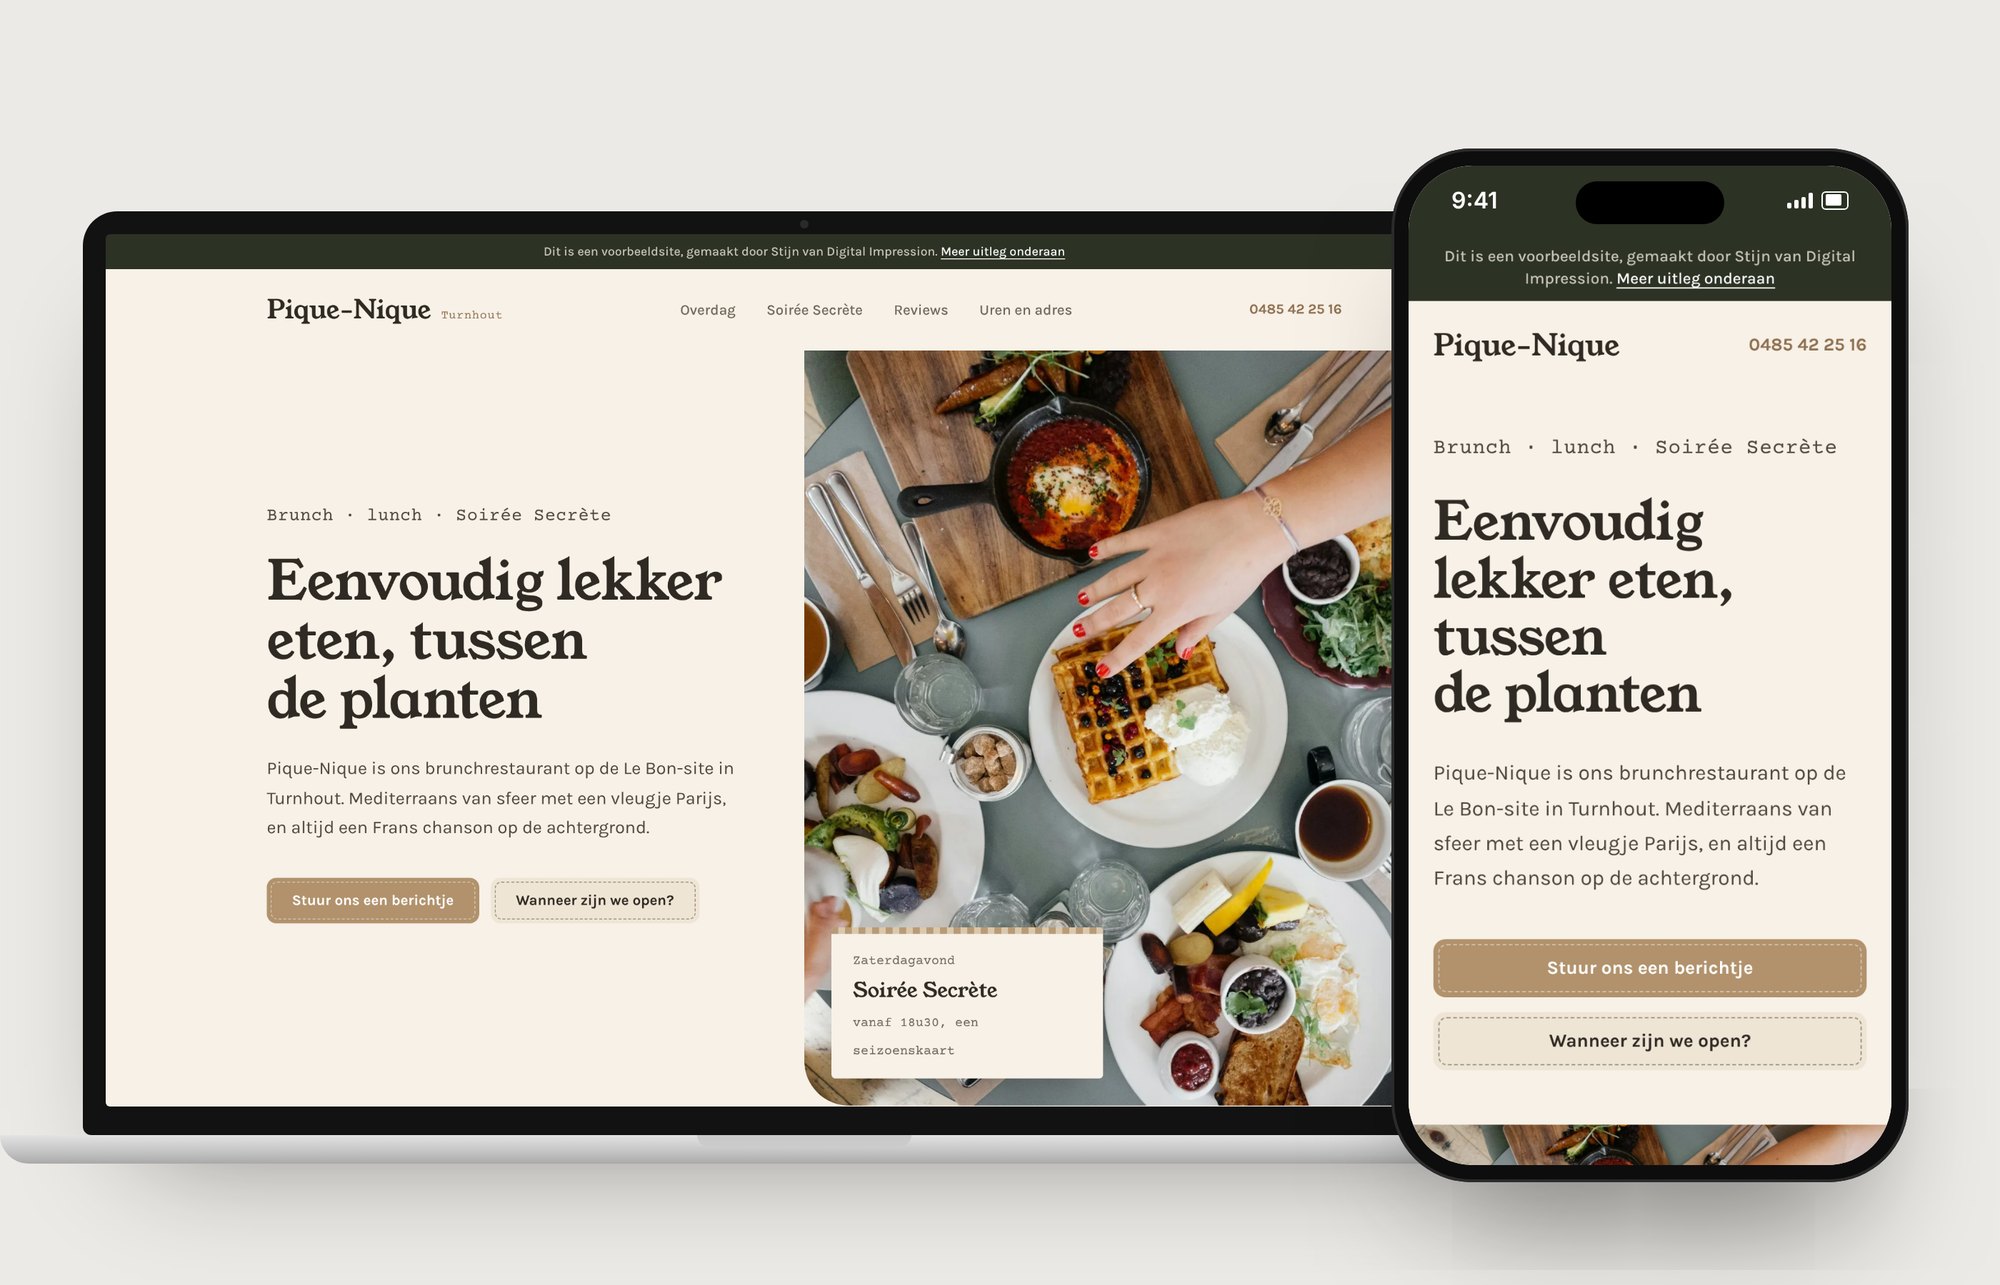 Dit is een voorbeeldsite, gemaakt door Stijn van Digital Impression. Meer uitleg onderaan
Pique-Nique Turnhout
Overdag Soirée Secrète Reviews Uren en adres
0485 42 25 16
Brunch · lunch · Soirée Secrète
Eenvoudig lekker
eten, tussen
de planten
Pique-Nique is ons brunchrestaurant op de Le Bon-site in
Turnhout. Mediterraans van sfeer met een vleugje Parijs,
en altijd een Frans chanson op de achtergrond.
Stuur ons een berichtje
Wanneer zijn we open?
Zaterdagavond
Soirée Secrète
vanaf 18u30, een
seizoenskaart
9:41
Dit is een voorbeeldsite, gemaakt door Stijn van Digital
Impression. Meer uitleg onderaan
Pique-Nique
0485 42 25 16
Brunch · lunch · Soirée Secrète
Eenvoudig
lekker eten,
tussen
de planten
Pique-Nique is ons brunchrestaurant op de
Le Bon-site in Turnhout. Mediterraans van
sfeer met een vleugje Parijs, en altijd een
Frans chanson op de achtergrond.
Stuur ons een berichtje
Wanneer zijn we open?